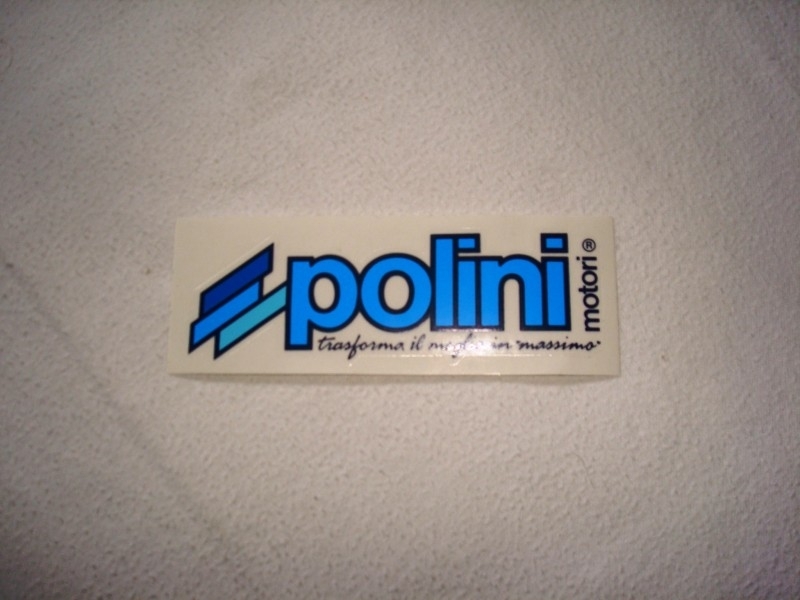 polini
motori®
trasforma il meglio in "massimo"